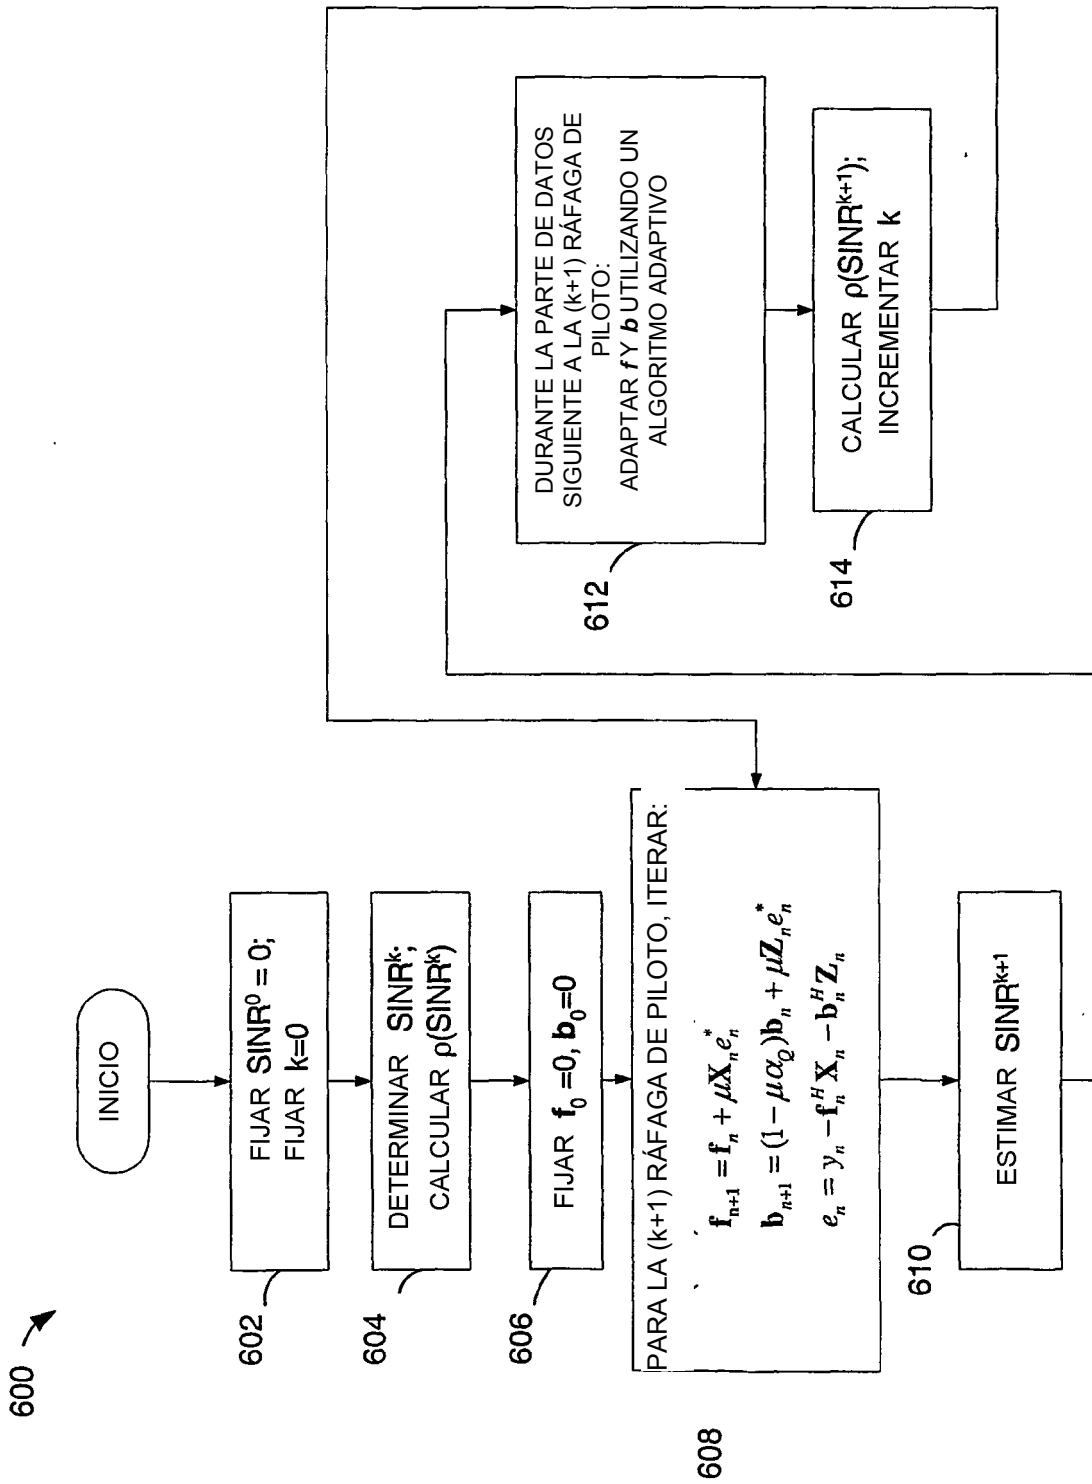 600
INICIO
602
FIJAR SINR⁰ = 0;
FIJAR k=0
604
DETERMINAR SINRᵏ;
CALCULAR ρ(SINRᵏ)
606
FIJAR f₀=0, b₀=0
608
PARA LA (k+1) RÁFAGA DE PILOTO, ITERAR:
fₙ₊₁ = fₙ + μXₙeₙ*
bₙ₊₁ = (1 − μα_Q)bₙ + μZₙeₙ*
eₙ = yₙ − fₙᴴXₙ − bₙᴴZₙ
610
ESTIMAR SINRᵏ⁺¹
612
DURANTE LA PARTE DE DATOS
SIGUIENTE A LA (k+1) RÁFAGA DE
PILOTO:
ADAPTAR f Y b UTILIZANDO UN
ALGORITMO ADAPTIVO
614
CALCULAR ρ(SINRᵏ⁺¹);
INCREMENTAR k